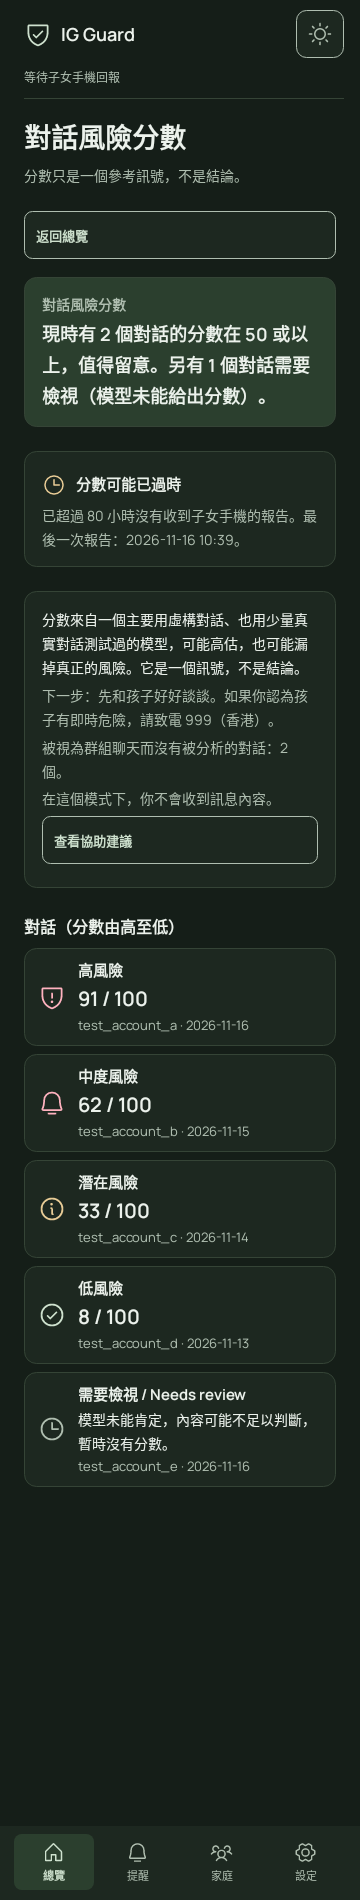 IG Guard
等待子女手機回報
對話風險分數
分數只是一個參考訊號，不是結論。
返回總覽
對話風險分數
現時有 2 個對話的分數在 50 或以
上，值得留意。另有 1 個對話需要
檢視（模型未能給出分數）。
分數可能已過時
已超過 80 小時沒有收到子女手機的報告。最
後一次報告：2026-11-16 10:39。
分數來自一個主要用虛構對話、也用少量真
實對話測試過的模型，可能高估，也可能漏
掉真正的風險。它是一個訊號，不是結論。
下一步：先和孩子好好談談。如果你認為孩
子有即時危險，請致電 999（香港）。
被視為群組聊天而沒有被分析的對話：2
個。
在這個模式下，你不會收到訊息內容。
查看協助建議
對話（分數由高至低）
高風險
91 / 100
test_account_a · 2026-11-16
中度風險
62 / 100
test_account_b · 2026-11-15
潛在風險
33 / 100
test_account_c · 2026-11-14
低風險
8 / 100
test_account_d · 2026-11-13
需要檢視 / Needs review
模型未能肯定，內容可能不足以判斷，
暫時沒有分數。
test_account_e · 2026-11-16
總覽
提醒
家庭
設定